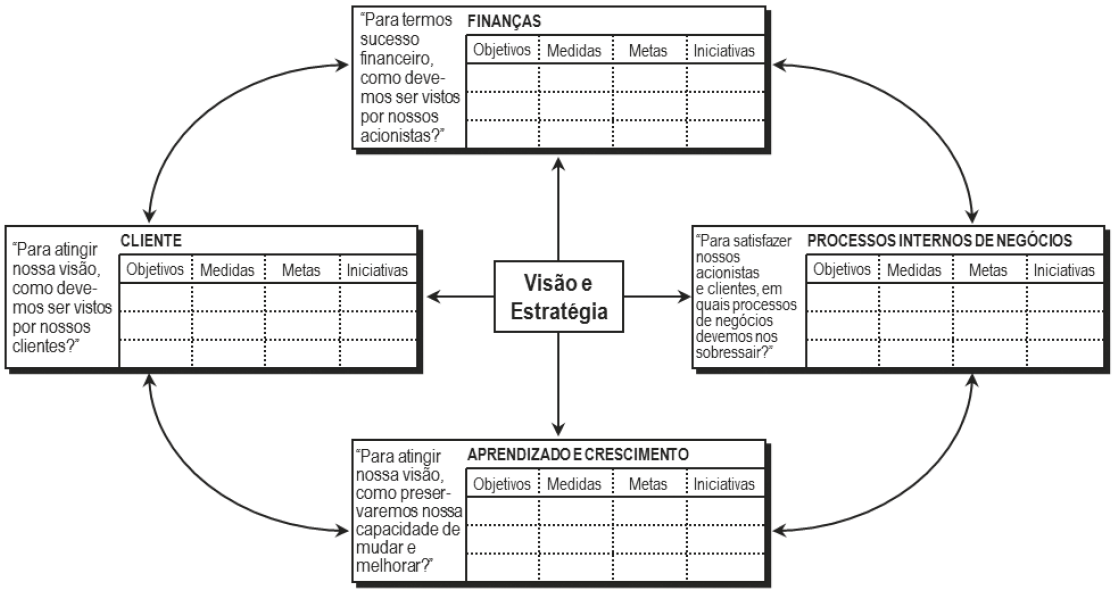 “Para termos
sucesso
financeiro,
como deve-
mos ser vistos
por nossos
acionistas?”
FINANÇAS
Objetivos Medidas Metas Iniciativas
“Para atingir
nossa visão,
como deve-
mos ser vistos
por nossos
clientes?”
CLIENTE
Objetivos Medidas Metas Iniciativas
Visão e
Estratégia
“Para satisfazer
nossos
acionistas
e clientes, em
quais processos
de negócios
devemos nos
sobressair?”
PROCESSOS INTERNOS DE NEGÓCIOS
Objetivos Medidas Metas Iniciativas
“Para atingir
nossa visão,
como preser-
varemos nossa
capacidade de
mudar e
melhorar?”
APRENDIZADO E CRESCIMENTO
Objetivos Medidas Metas Iniciativas